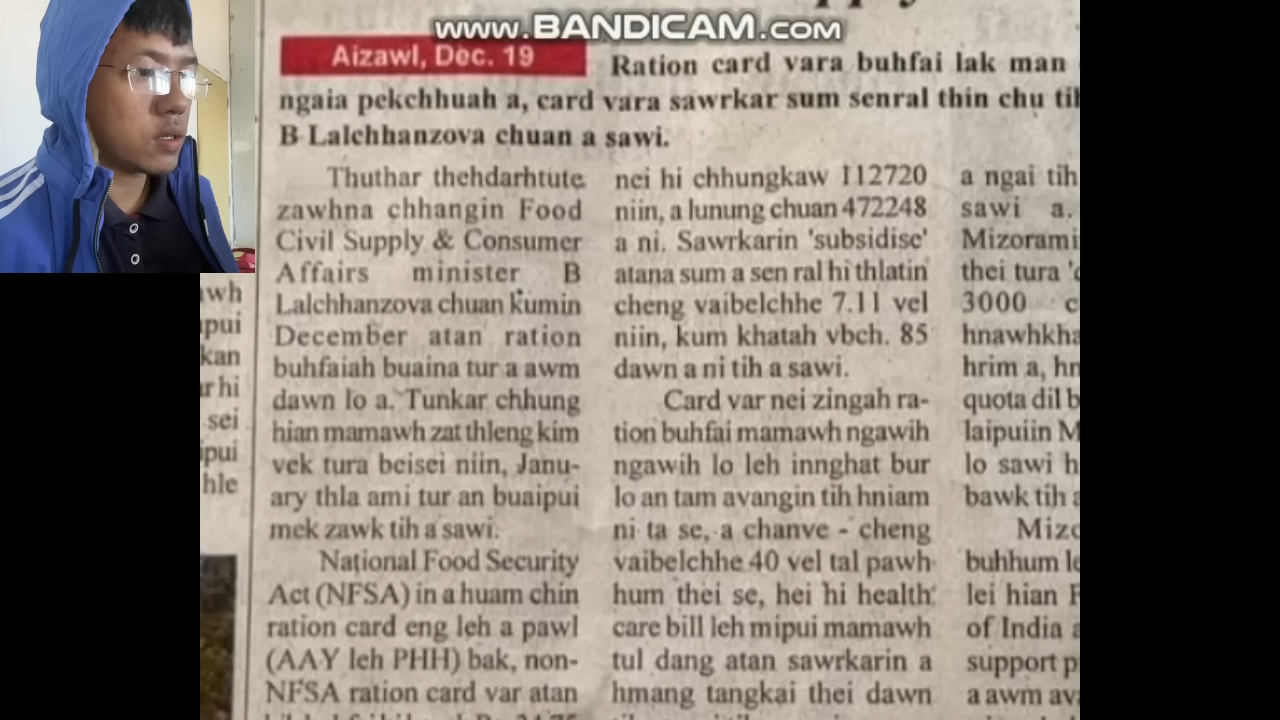 www.BANDICAM.com
Aizawl, Dec. 19
Ration card vara buhfai lak man
ngaia pekchhuah a, card vara sawrkar sum senral thin chu
B Lalchhanzova chuan a sawi.
Thuthar thehdarhtute
zawhna chhangin Food
Civil Supply & Consumer
Affairs minister B
Lalchhanzova chuan kumin
December atan ration
buhfaiah buaina tur a awm
dawn lo a. Tunkar chhung
hian mamawh zat thleng kim
vek tura beisei niin, Janu-
ary thla ami tur an buaipui
mek zawk tih a sawi.
National Food Security
Act (NFSA) in a huam chin
ration card eng leh a pawl
(AAY leh PHH) bak, non-
NFSA ration card var atan
nei hi chhungkaw 112720
niin, a lunung chuan 472248
a ni. Sawrkarin 'subsidise'
atana sum a sen ral hi thlatin
cheng vaibelchhe 7.11 vel
niin, kum khatah vbch. 85
dawn a ni tih a sawi.
Card var nei zingah ra-
tion buhfai mamawh ngawih
ngawih lo leh innghat bur
lo an tam avangin tih hniam
ni ta se, a chanve - cheng
vaibelchhe 40 vel tal pawh
hum thei se, hei hi health
care bill leh mipui mamawh
tul dang atan sawrkarin a
hmang tangkai thei dawn
a ngai tih
sawi a.
Mizorami
thei tura
3000
hrim a,
quota dil
laipuiin
lo sawi
bawk tih
buhhum
lei hian
of India
support
a awm
kan
hi
sei
hle